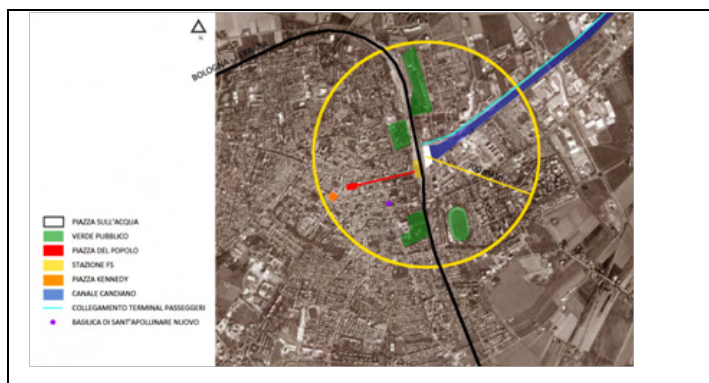 N
BOLOGNA
PIAZZA SULL'ACQUA
VERDE PUBBLICO
PIAZZA DEL POPOLO
STAZIONE FS
PIAZZA KENNEDY
CANALE CANDIANO
COLLEGAMENTO TERMINAL PASSEGGERI
BASILICA DI SANT'APOLLINARE NUOVO